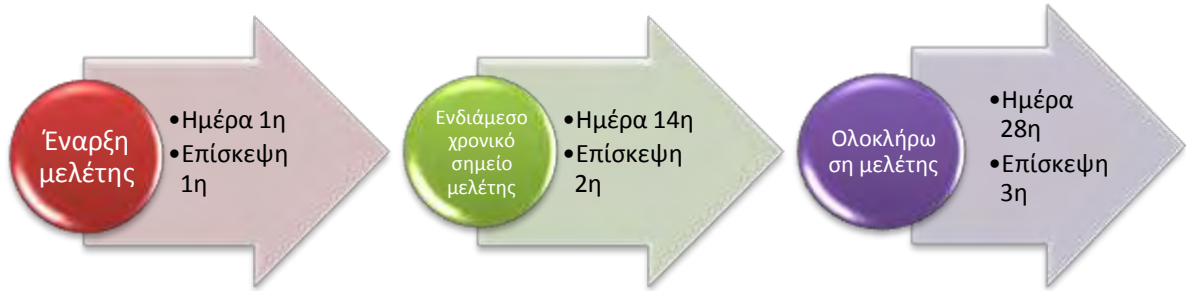 Έναρξη
μελέτης
•Ημέρα 1η
•Επίσκεψη
1η
Ενδιάμεσο
χρονικό
σημείο
μελέτης
•Ημέρα 14η
•Επίσκεψη
2η
Ολοκλήρω
ση μελέτης
•Ημέρα
28η
•Επίσκεψη
3η